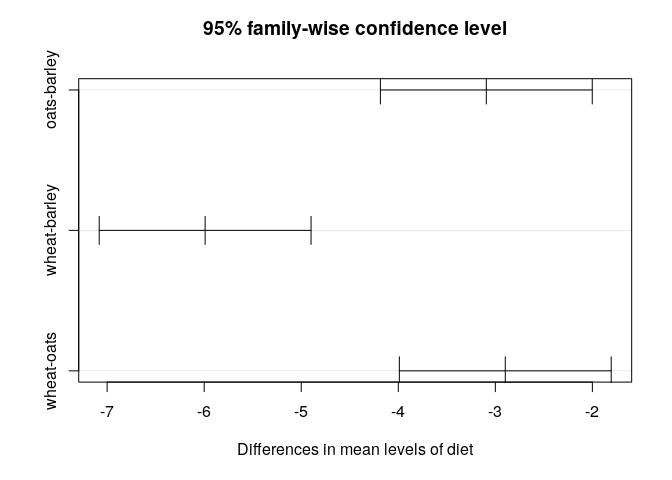 95% family-wise confidence level
oats-barley
wheat-barley
wheat-oats
-7 -6 -5 -4 -3 -2
Differences in mean levels of diet